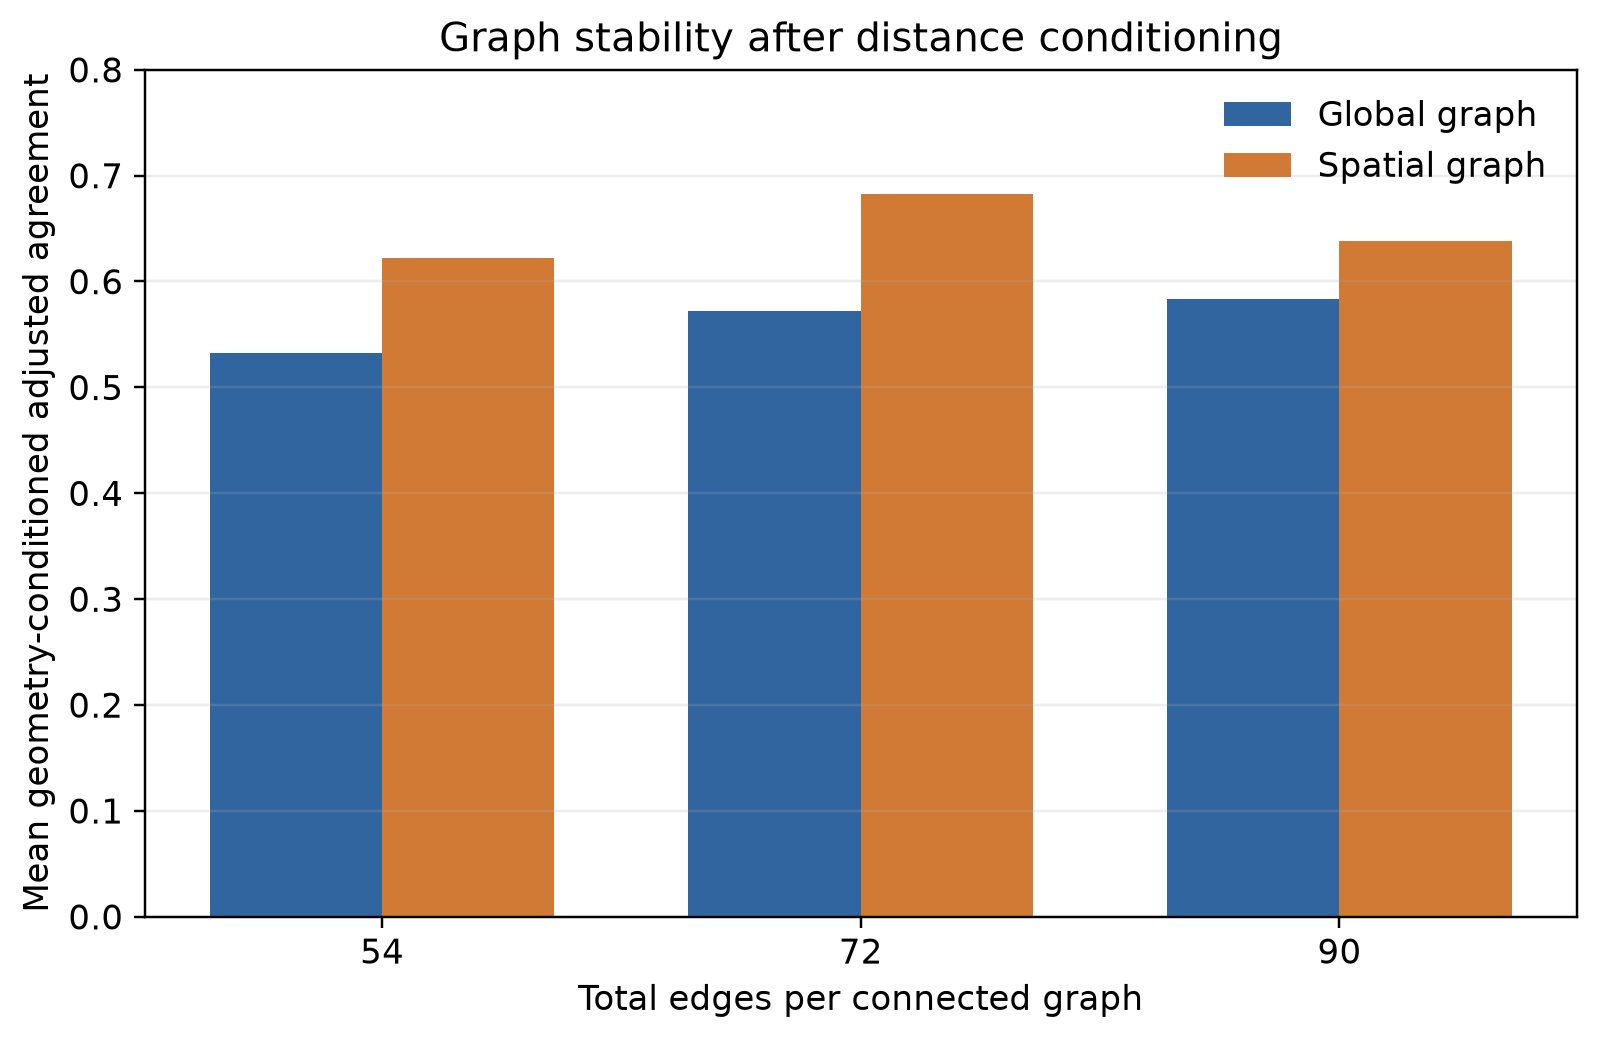 Graph stability after distance conditioning
Mean geometry-conditioned adjusted agreement
0.8
0.7
0.6
0.5
0.4
0.3
0.2
0.1
0.0
Global graph
Spatial graph
54 72 90
Total edges per connected graph